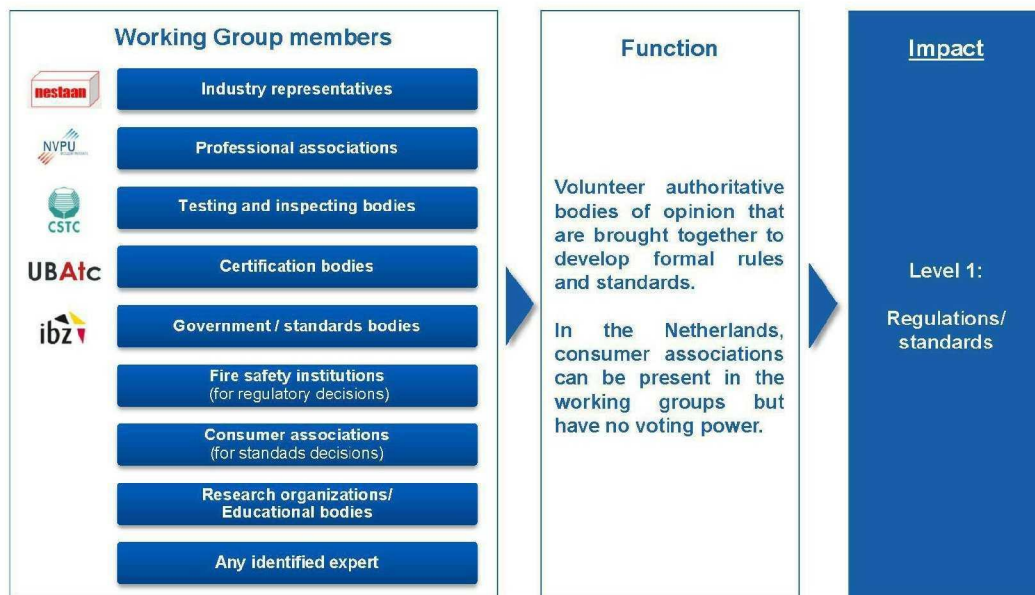 Working Group members
nestaan
Industry representatives
NVPU
Professional associations
CSTC
Testing and inspecting bodies
UBAtc
Certification bodies
ibz
Government / standards bodies
Fire safety institutions
(for regulatory decisions)
Consumer associations
(for standads decisions)
Research organizations/
Educational bodies
Any identified expert
Function
Volunteer authoritative
bodies of opinion that
are brought together to
develop formal rules
and standards.
In the Netherlands,
consumer associations
can be present in the
working groups but
have no voting power.
Impact
Level 1:
Regulations/
standards